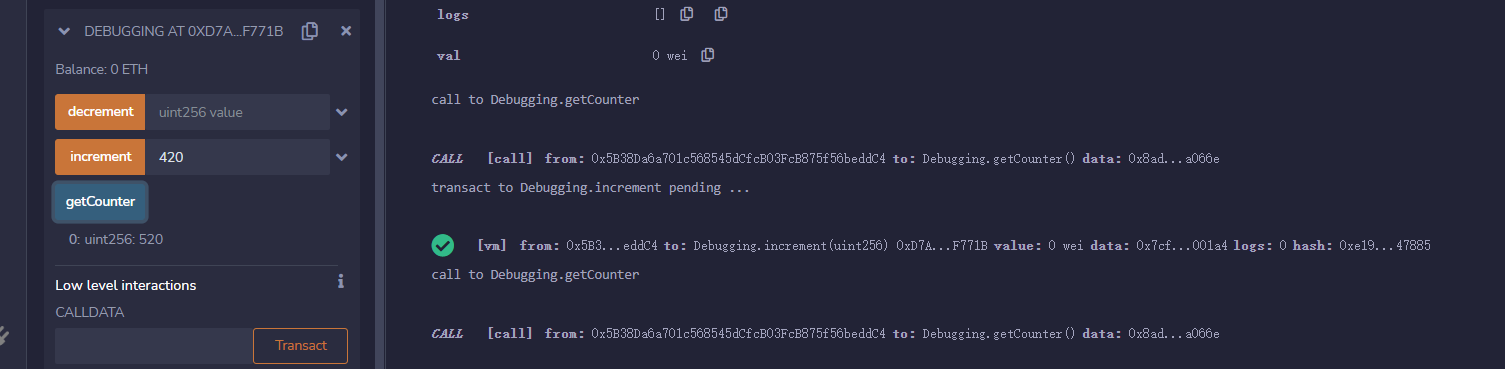 DEBUGGING AT 0XD7A...F771B
Balance: 0 ETH
decrement uint256 value
increment 420
getCounter
0: uint256: 520
Low level interactions
CALLDATA
Transact
logs []
val 0 wei
call to Debugging.getCounter
CALL [call] from: 0x5B38Da6a701c568545dCfcB03FcB875f56beddC4 to: Debugging.getCounter() data: 0x8ad...a066e
transact to Debugging.increment pending ...
[vm] from: 0x5B3...eddC4 to: Debugging.increment(uint256) 0xD7A...F771B value: 0 wei data: 0x7cf...001a4 logs: 0 hash: 0xe19...47885
call to Debugging.getCounter
CALL [call] from: 0x5B38Da6a701c568545dCfcB03FcB875f56beddC4 to: Debugging.getCounter() data: 0x8ad...a066e